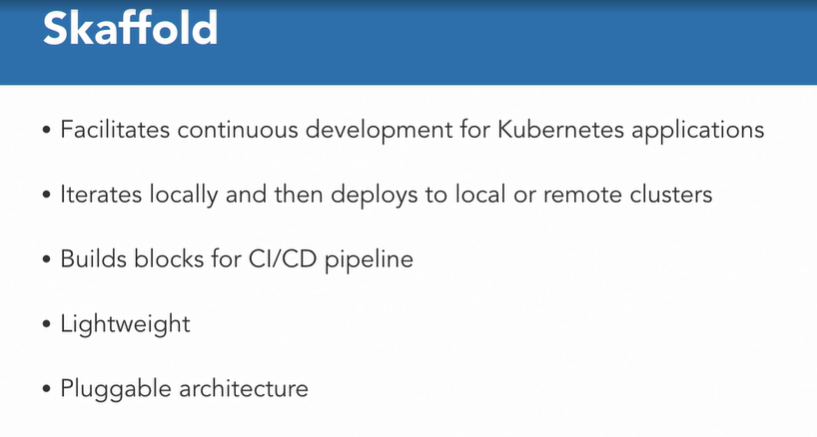 Skaffold
• Facilitates continuous development for Kubernetes applications
• Iterates locally and then deploys to local or remote clusters
• Builds blocks for CI/CD pipeline
• Lightweight
• Pluggable architecture